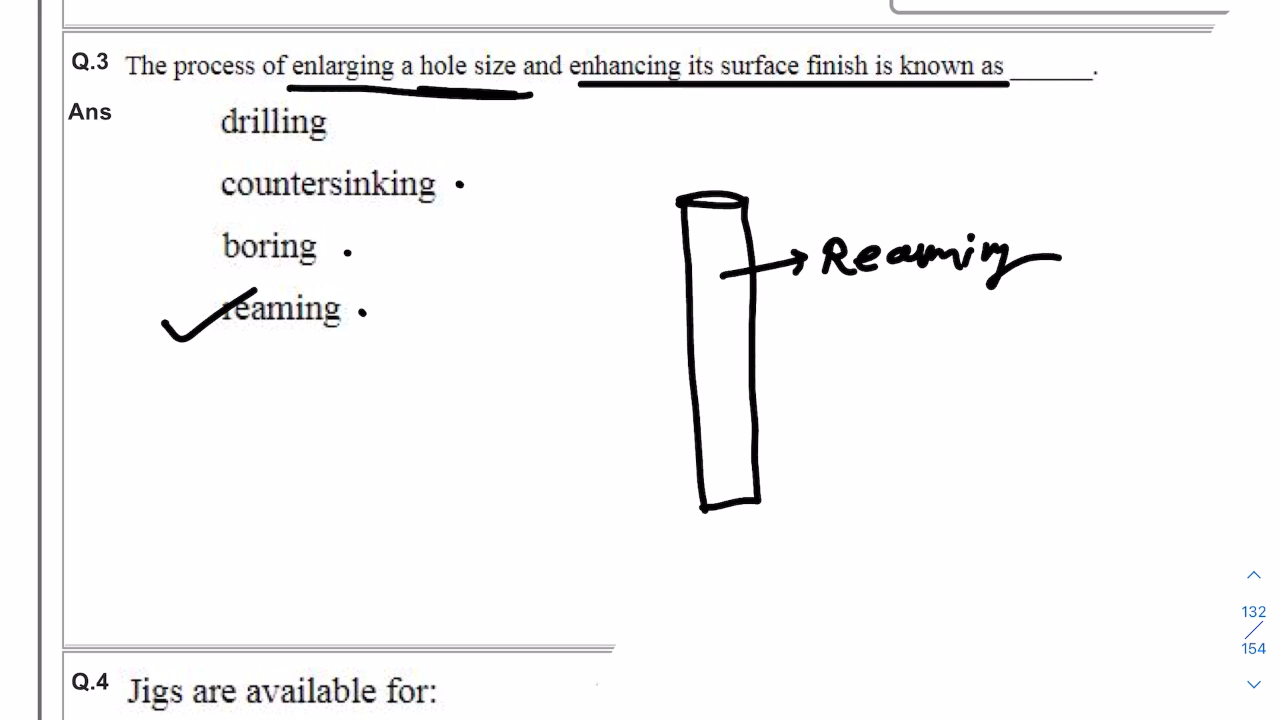 Q.3 The process of enlarging a hole size and enhancing its surface finish is known as ______.
Ans
drilling
countersinking
boring
reaming
Reaming
132
/
154
Q.4 Jigs are available for: